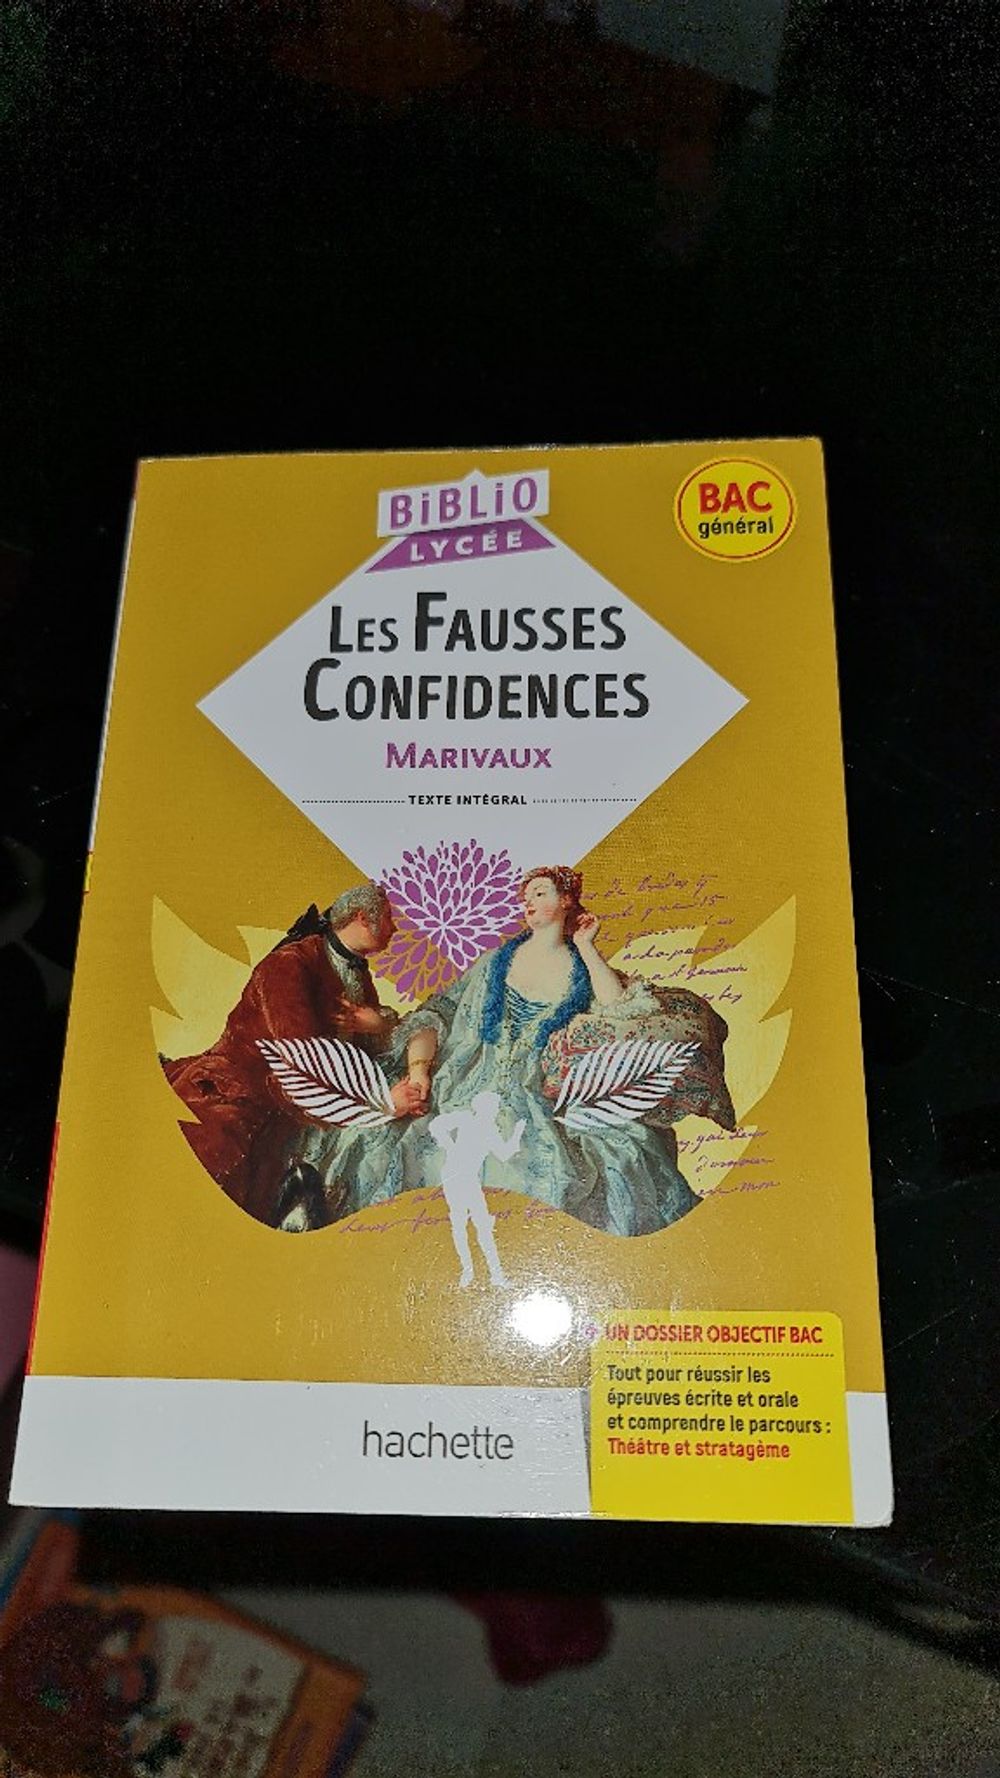 BiBLiO
LYCÉE
BAC
général
LES FAUSSES
CONFIDENCES
MARIVAUX
TEXTE INTÉGRAL
+ UN DOSSIER OBJECTIF BAC
Tout pour réussir les
épreuves écrite et orale
et comprendre le parcours :
Théâtre et stratagème
hachette